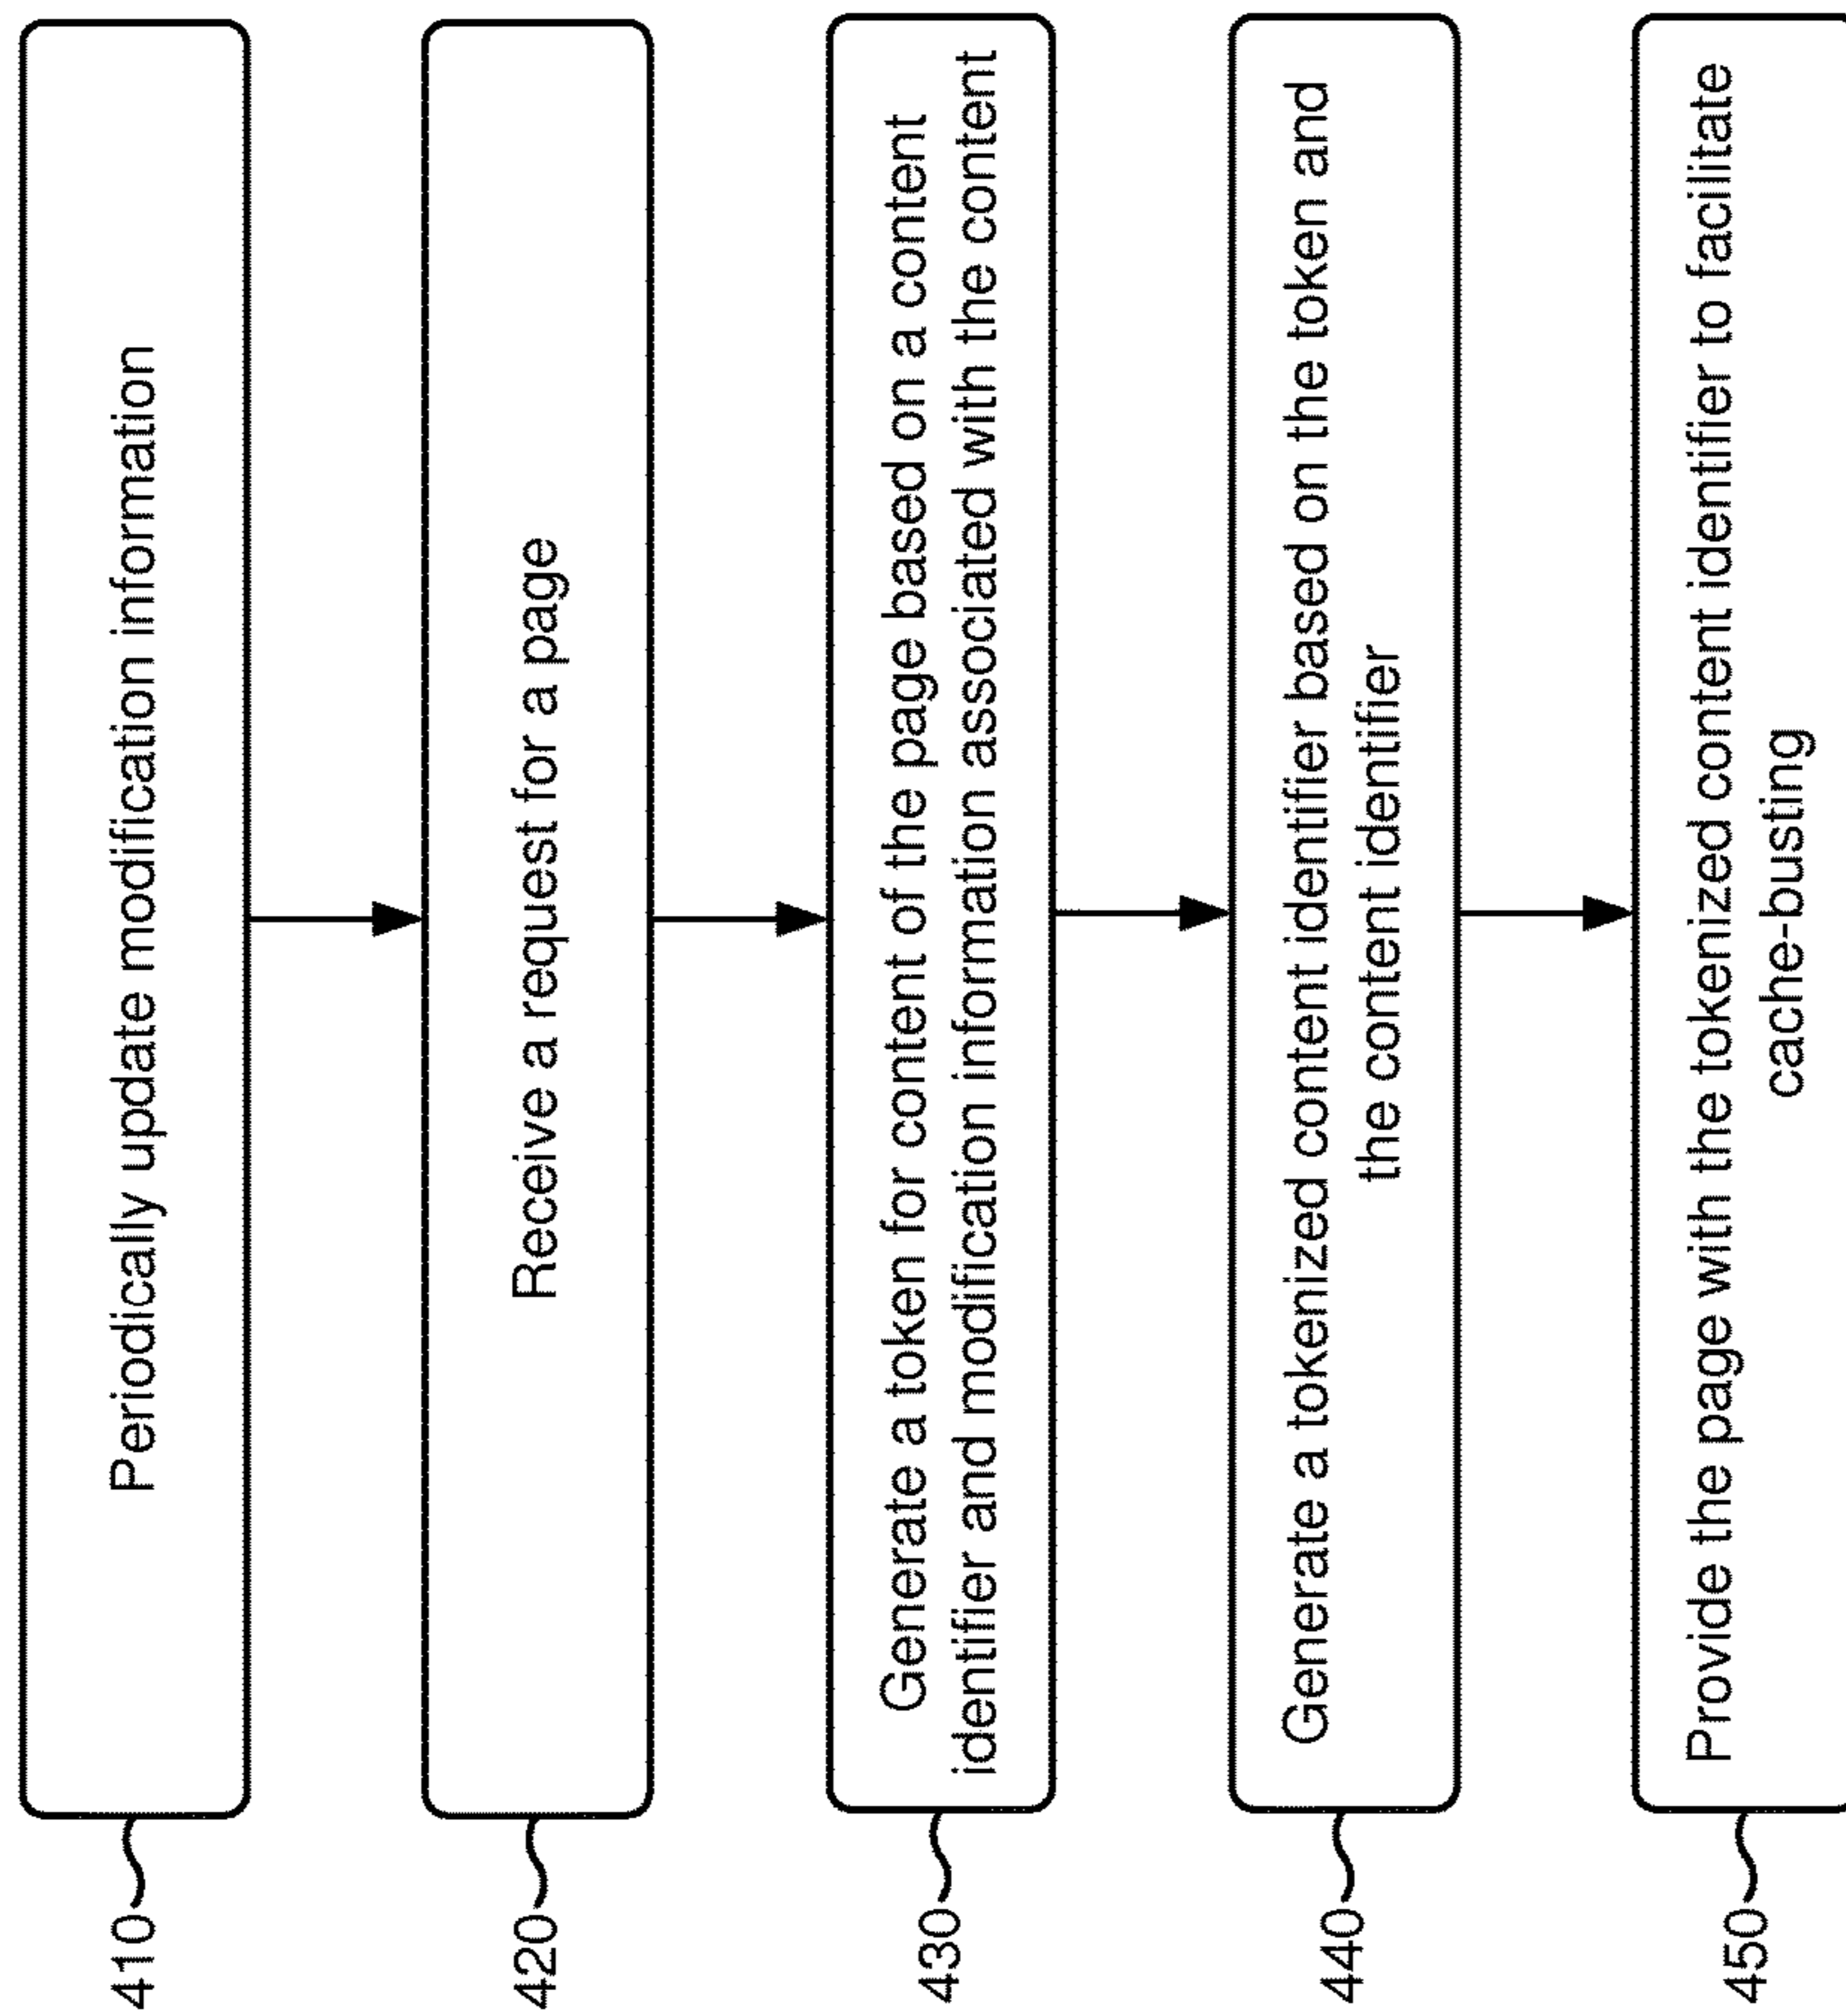 410
Periodically update modification information
420
Receive a request for a page
430
Generate a token for content of the page based on a content
identifier and modification information associated with the content
440
Generate a tokenized content identifier based on the token and
the content identifier
450
Provide the page with the tokenized content identifier to facilitate
cache-busting